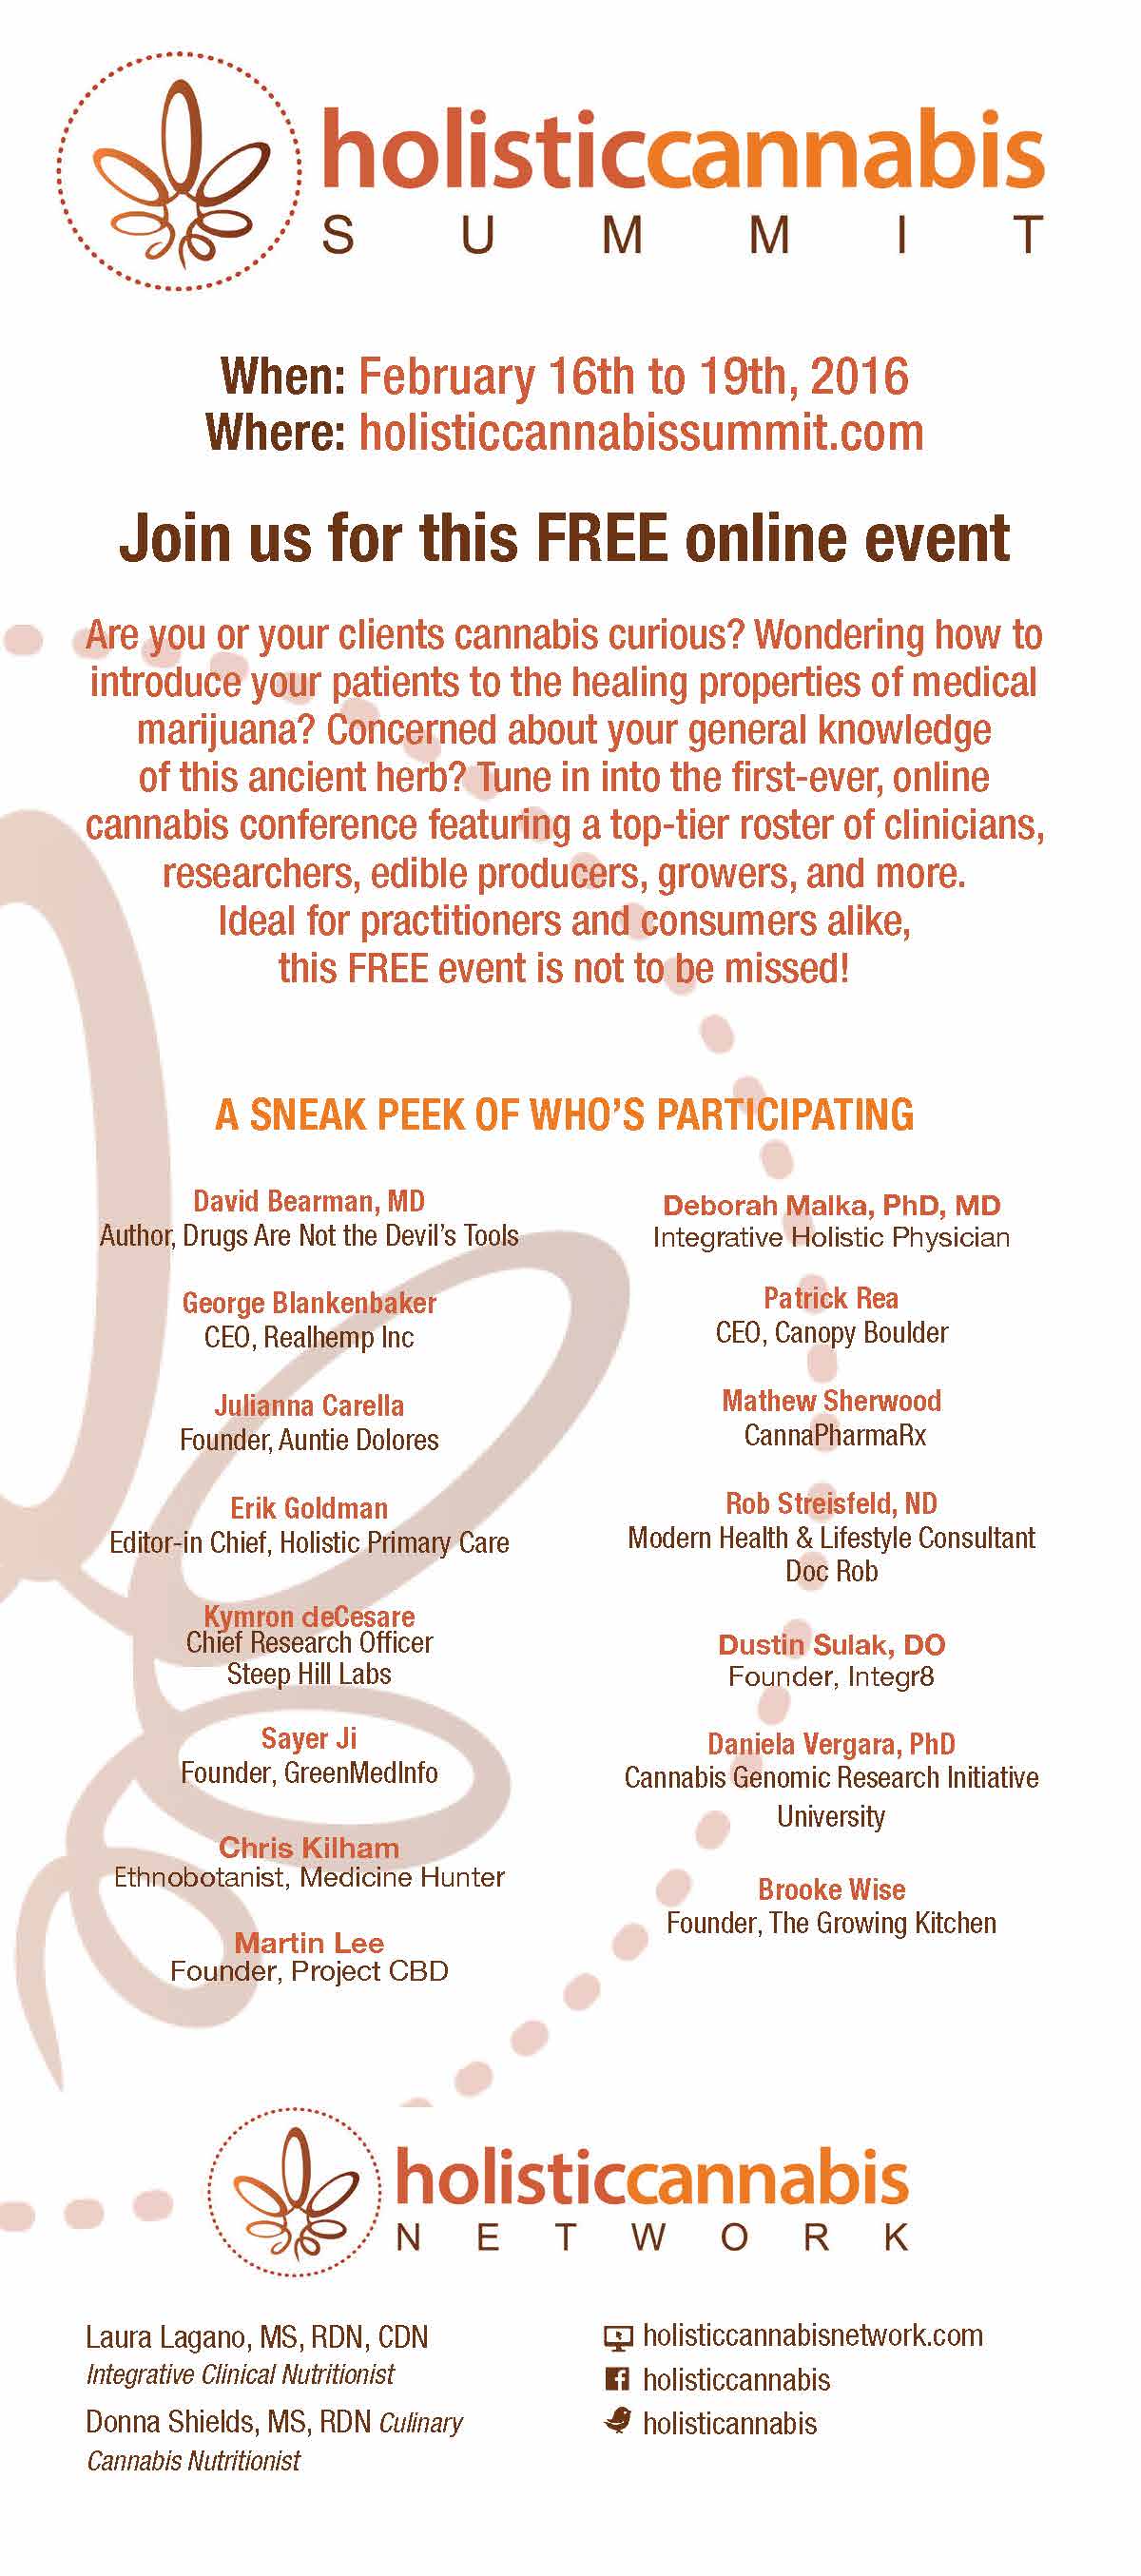 holisticcannabis
SUMMIT
When: February 16th to 19th, 2016
Where: holisticcannabissummit.com
Join us for this FREE online event
Are you or your clients cannabis curious? Wondering how to
introduce your patients to the healing properties of medical
marijuana? Concerned about your general knowledge
of this ancient herb? Tune in into the first-ever, online
cannabis conference featuring a top-tier roster of clinicians,
researchers, edible producers, growers, and more.
Ideal for practitioners and consumers alike,
this FREE event is not to be missed!
A SNEAK PEEK OF WHO'S PARTICIPATING
David Bearman, MD
Author, Drugs Are Not the Devil's Tools
George Blankenbaker
CEO, Realhemp Inc
Julianna Carella
Founder, Auntie Dolores
Erik Goldman
Editor-in Chief, Holistic Primary Care
Kymron deCesare
Chief Research Officer
Steep Hill Labs
Sayer Ji
Founder, GreenMedInfo
Chris Kilham
Ethnobotanist, Medicine Hunter
Martin Lee
Founder, Project CBD
Deborah Malka, PhD, MD
Integrative Holistic Physician
Patrick Rea
CEO, Canopy Boulder
Mathew Sherwood
CannaPharmaRx
Rob Streisfeld, ND
Modern Health & Lifestyle Consultant
Doc Rob
Dustin Sulak, DO
Founder, Integr8
Daniela Vergara, PhD
Cannabis Genomic Research Initiative
University
Brooke Wise
Founder, The Growing Kitchen
holisticcannabis
NETWORK
Laura Lagano, MS, RDN, CDN
Integrative Clinical Nutritionist
Donna Shields, MS, RDN Culinary
Cannabis Nutritionist
holisticcannabisnetwork.com
holisticcannabis
holisticannabis